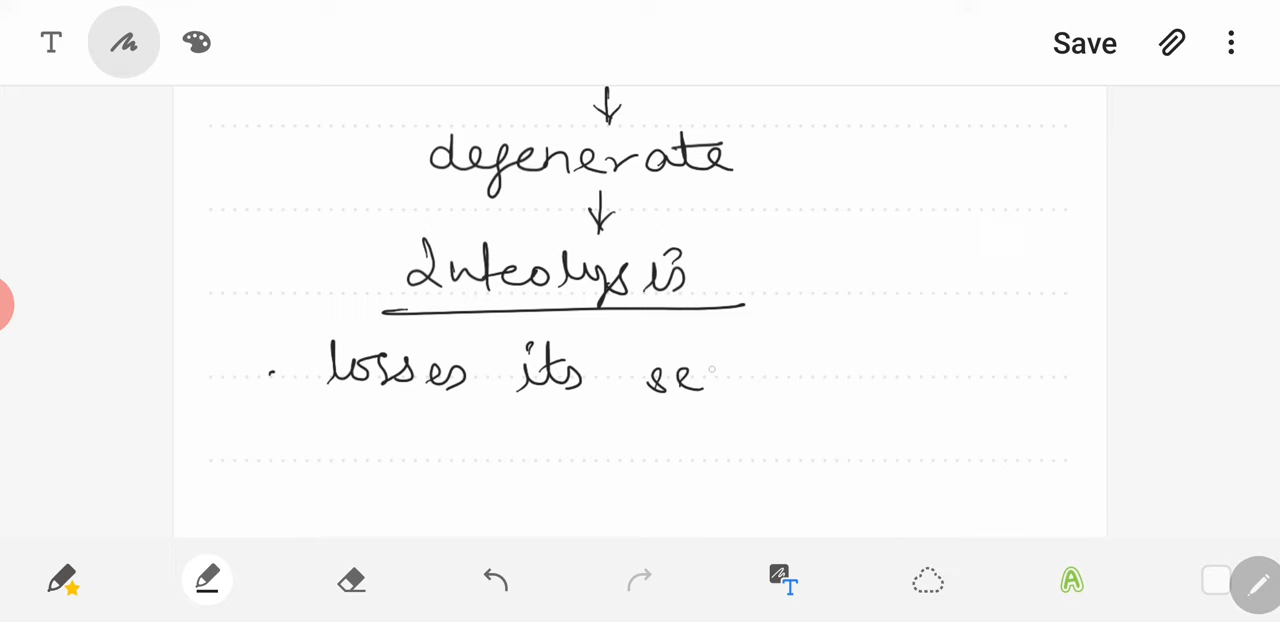 T Save
↓
degenerate
↓
Luteolysis
. losses its se
T
A